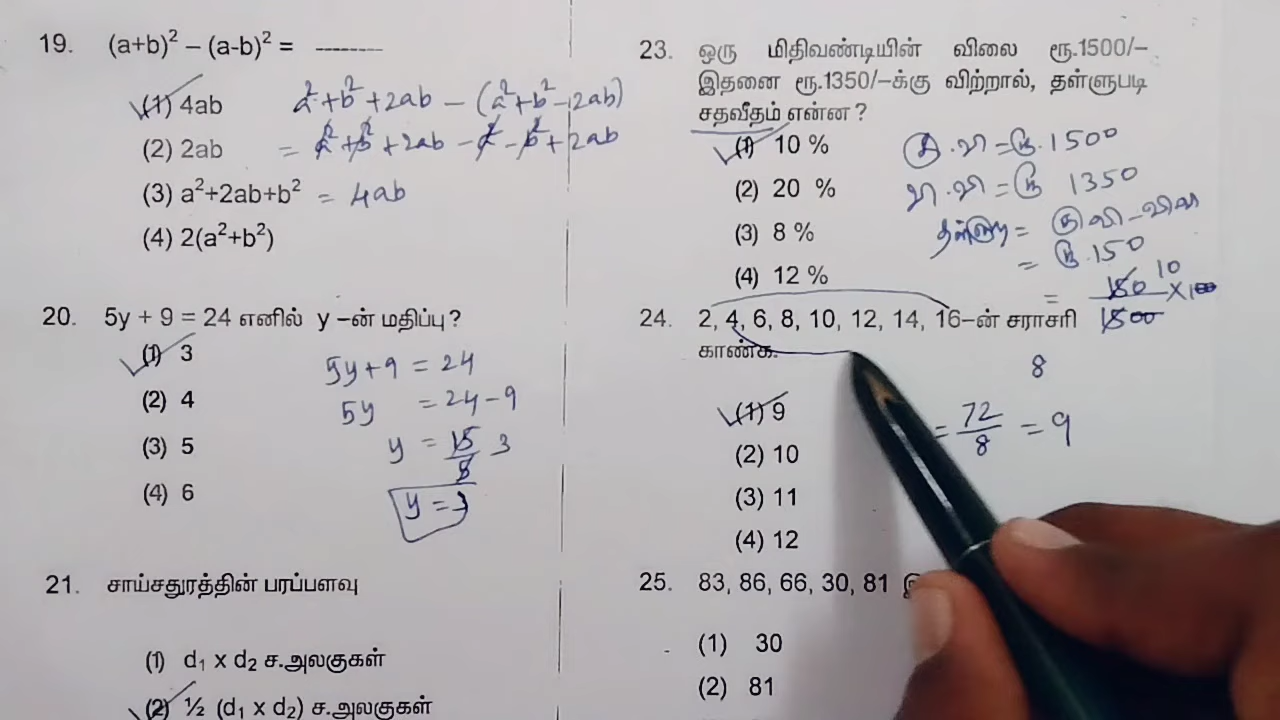 19. (a+b)² – (a-b)² = --------
(1) 4ab a²+b²+2ab – (a²+b²-2ab)
(2) 2ab = a²+b²+2ab – a² – b²+2ab
(3) a²+2ab+b² = 4ab
(4) 2(a²+b²)
20. 5y + 9 = 24 எனில் y –ன் மதிப்பு ?
(1) 3
5y+9 = 24
(2) 4
5y = 24-9
(3) 5
y = 15/5 3
(4) 6
y = 3
21. சாய்சதுரத்தின் பரப்பளவு
(1) d₁ x d₂ ச.அலகுகள்
(2) ½ (d₁ x d₂) ச.அலகுகள்
23. ஒரு மிதிவண்டியின் விலை ரூ.1500/–
இதனை ரூ.1350/–க்கு விற்றால், தள்ளுபடி
சதவீதம் என்ன ?
(1) 10 % கு.வி = ரூ.1500
(2) 20 % வி.வி = ரூ 1350
(3) 8 %
= ரூ.150
(4) 12 %
= 150/1500 10 x100
24. 2, 4, 6, 8, 10, 12, 14, 16–ன் சராசரி
காண்க.
8
(1) 9 = 72/8 = 9
(2) 10
(3) 11
(4) 12
25. 83, 86, 66, 30, 81
(1) 30
(2) 81